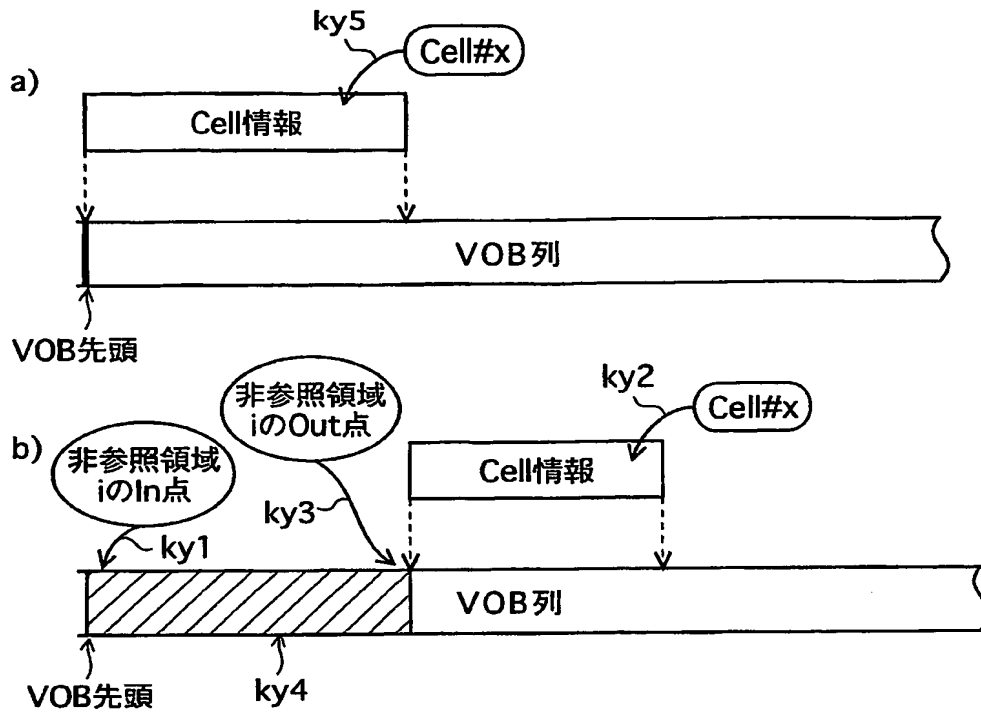 a)
ky5
Cell#x
Cell情報
VOB列
VOB先頭
b)
非参照領域
iのIn点
非参照領域
iのOut点
ky2
Cell#x
Cell情報
ky1
ky3
VOB列
VOB先頭
ky4